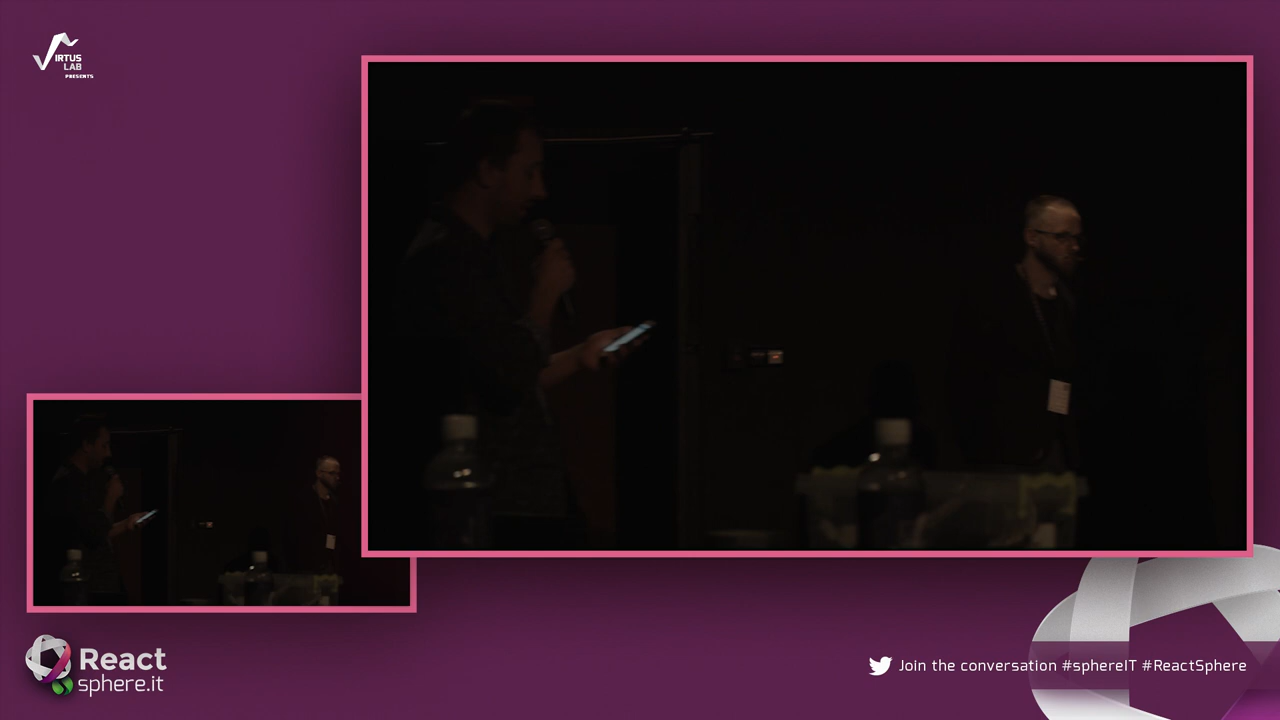 VIRTUS
LAB
PRESENTS
React
sphere.it
Join the conversation #sphereIT #ReactSphere